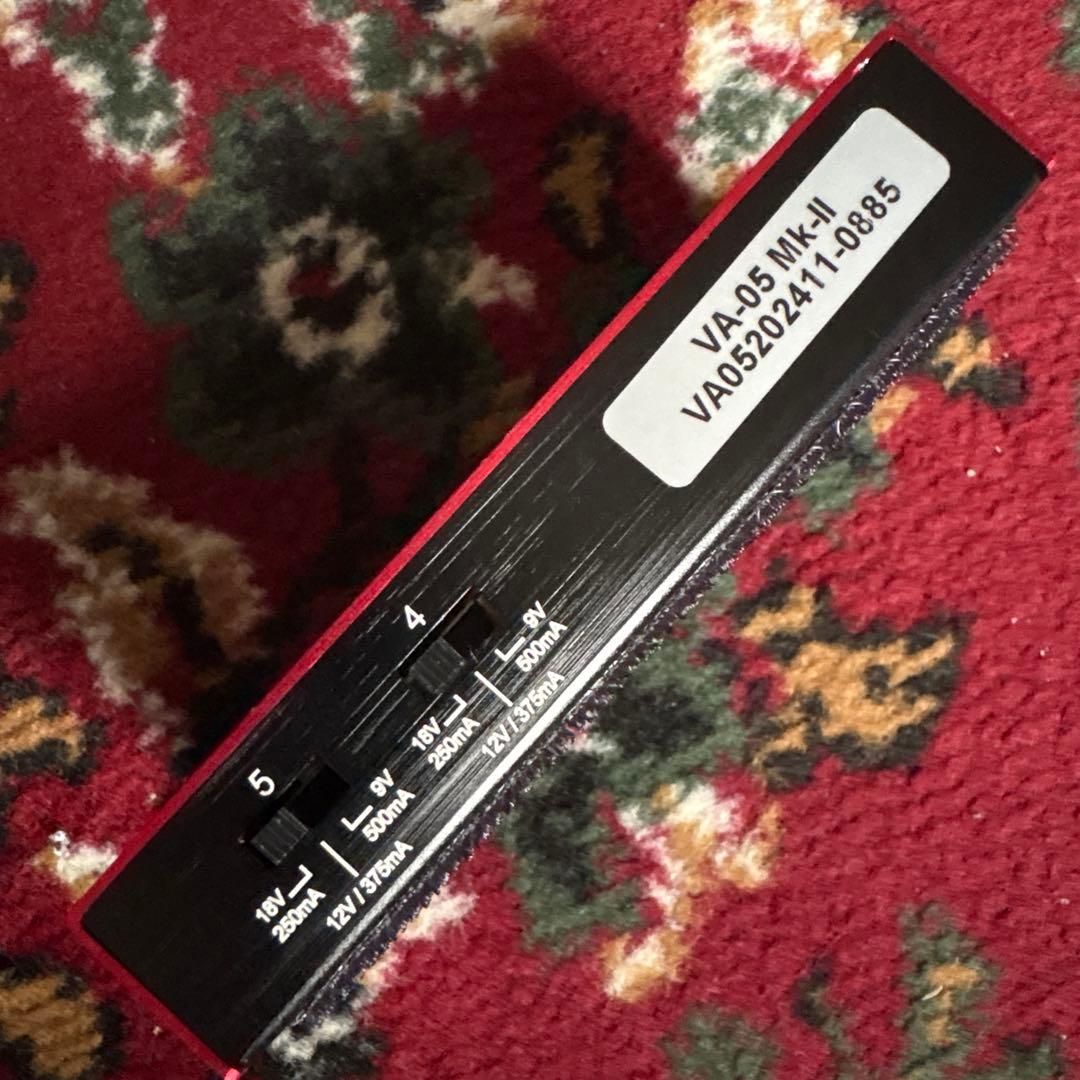 VA-05 Mk-II
VA05202411-0885
4
18V
250mA
12V / 375mA
9V
500mA
5
18V
250mA
12V / 375mA
9V
500mA